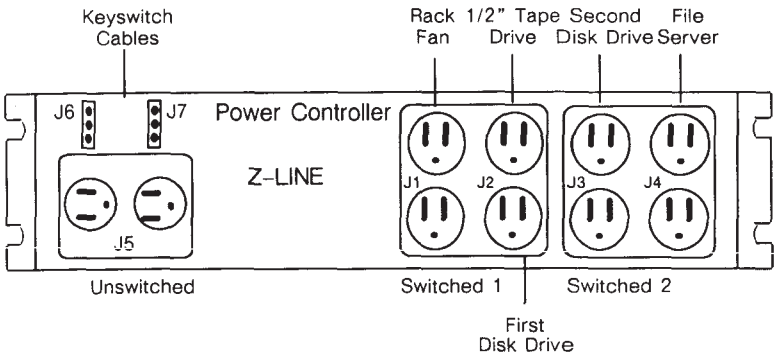 Keyswitch
Cables
Rack
Fan
1/2" Tape
Drive
Second
Disk Drive
File
Server
J6
J7
Power Controller
Z-LINE
J1
J2
J3
J4
J5
Unswitched
Switched 1
Switched 2
First
Disk Drive